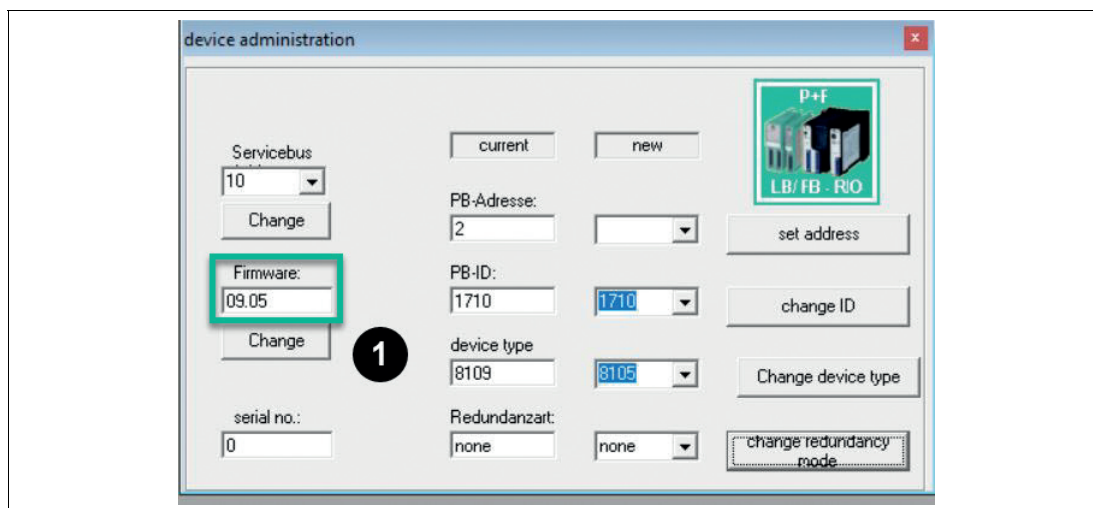 device administration
x
Servicebus
10
Change
Firmware:
09.05
Change
serial no.:
0
current
new
PB-Adresse:
2
PB-ID:
1710
1710
device type
8109
8105
Redundanzart:
none
none
P+F
LB/FB - RIO
set address
change ID
Change device type
change redundancy
mode
1